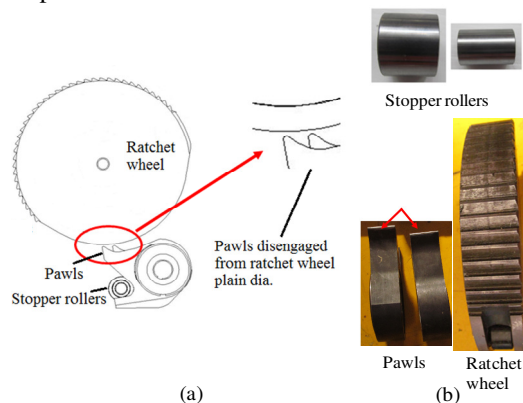 Ratchet
wheel
Pawls
Stopper rollers
Pawls disengaged
from ratchet wheel
plain dia.
(a)
Stopper rollers
Pawls
Ratchet
wheel
(b)